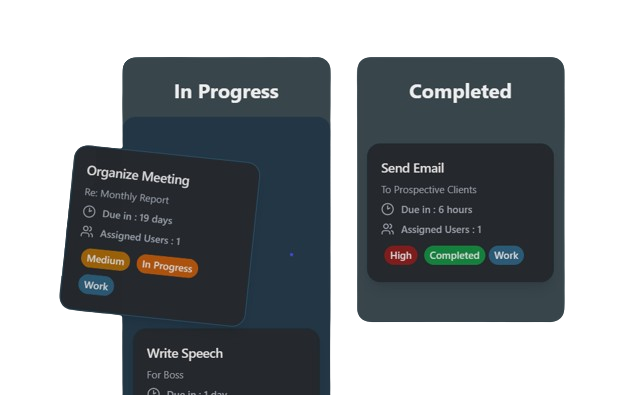 In Progress
Organize Meeting
Re: Monthly Report
Due in : 19 days
Assigned Users : 1
Medium
In Progress
Work
Write Speech
For Boss
Due in : 1 day
Completed
Send Email
To Prospective Clients
Due in : 6 hours
Assigned Users : 1
High
Completed
Work